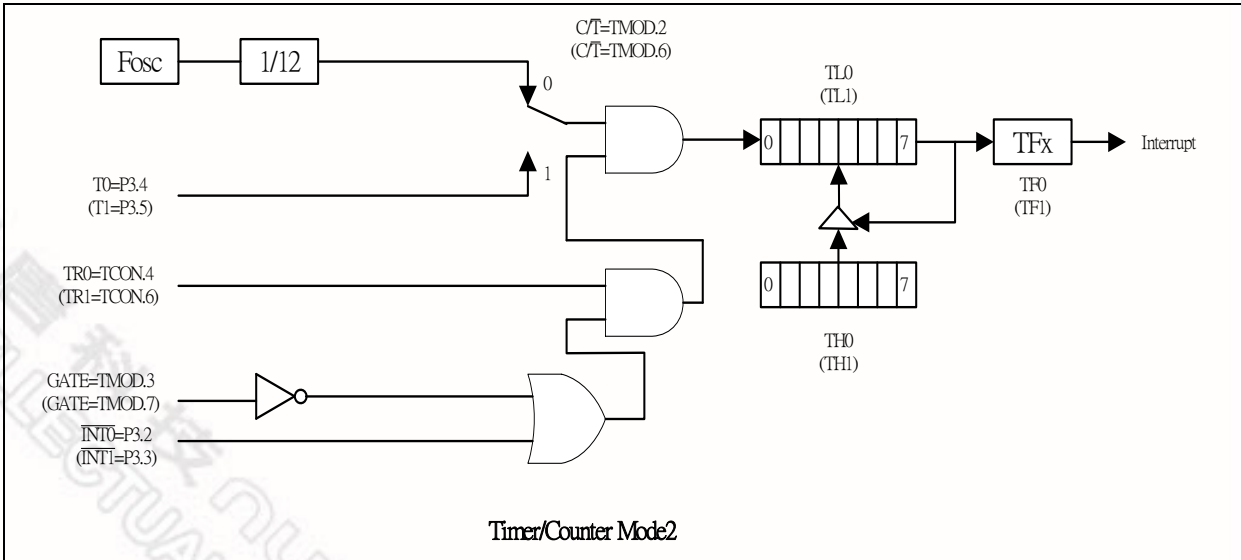 C/T̅=TMOD.2
(C/T̅=TMOD.6)
Fosc
1/12
0
TL0
(TL1)
0
7
TFx
Interrupt
TF0
(TF1)
1
T0=P3.4
(T1=P3.5)
TR0=TCON.4
(TR1=TCON.6)
0
7
TH0
(TH1)
GATE=TMOD.3
(GATE=TMOD.7)
I̅N̅T̅0̅=P3.2
(I̅N̅T̅1̅=P3.3)
Timer/Counter Mode2